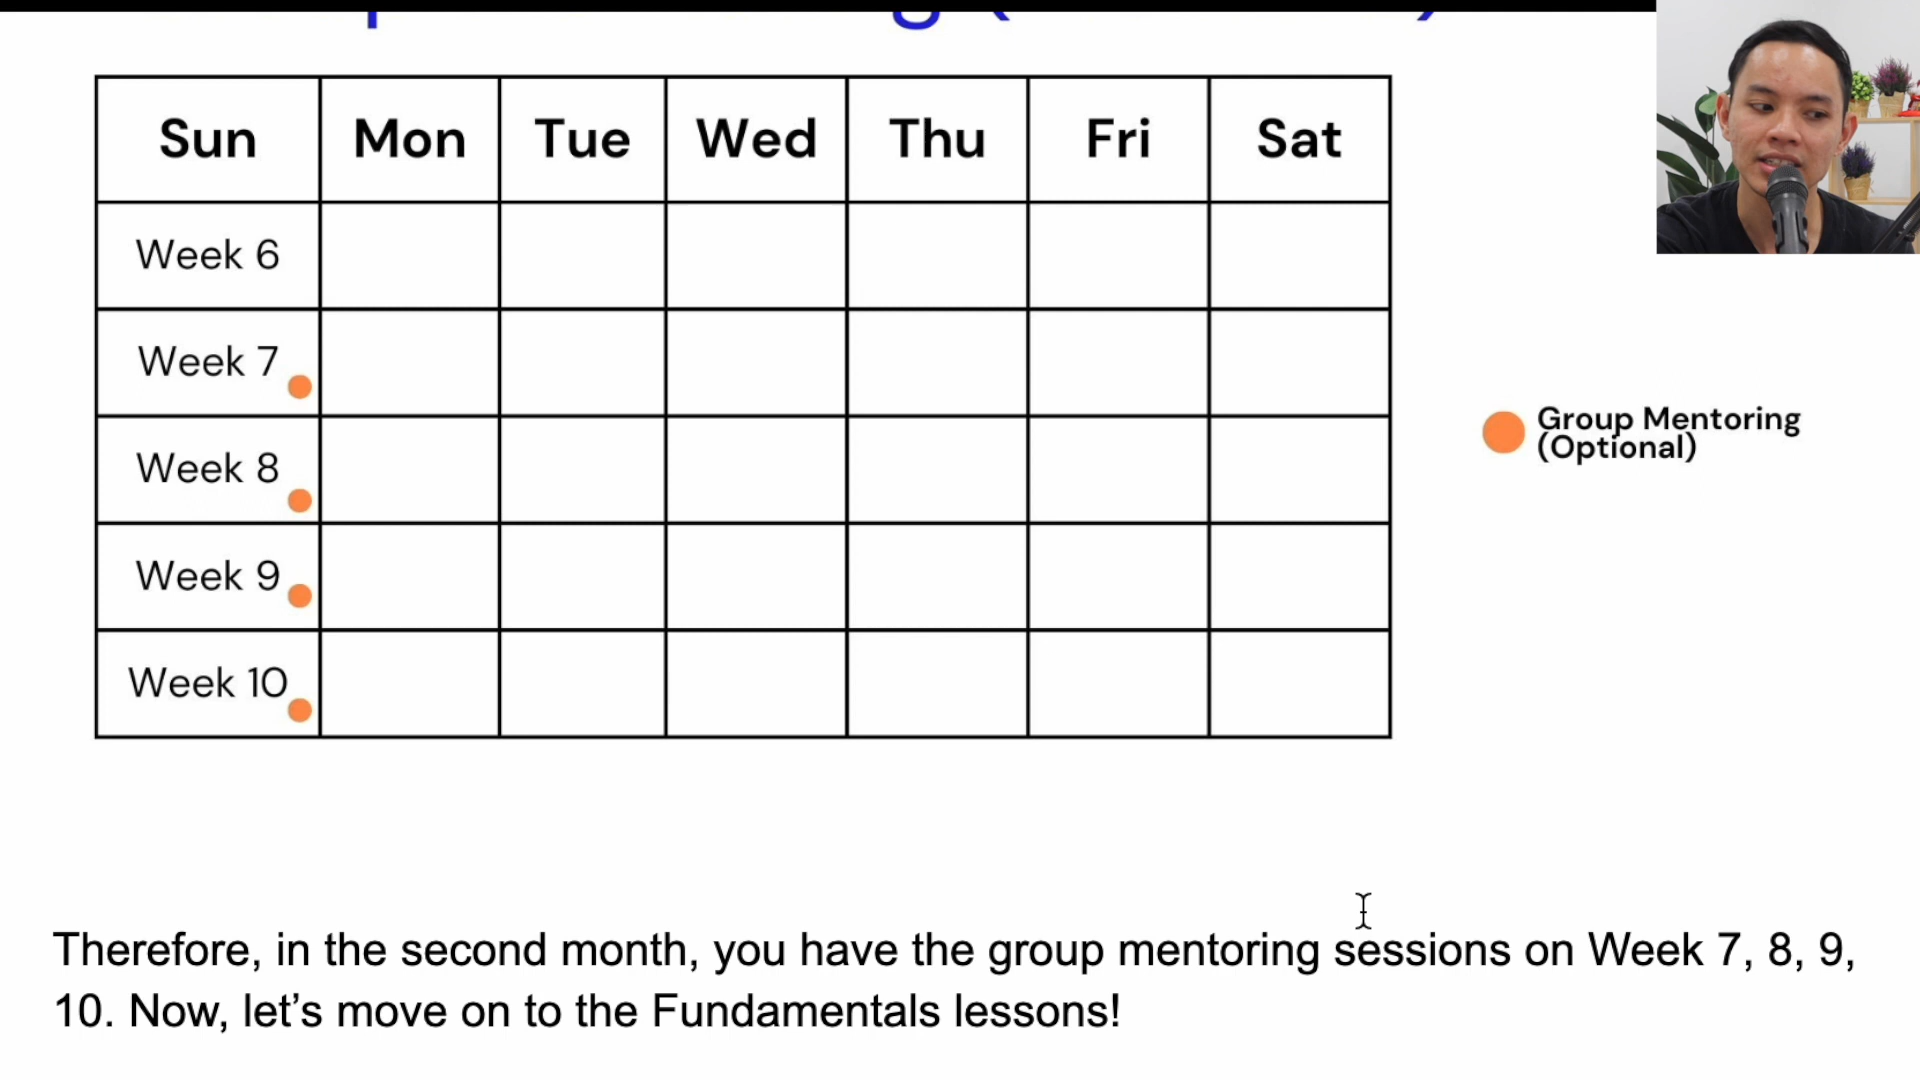 Sun Mon Tue Wed Thu Fri Sat
Week 6
Week 7
Week 8
Week 9
Week 10
Group Mentoring
(Optional)
Therefore, in the second month, you have the group mentoring sessions on Week 7, 8, 9,
10. Now, let’s move on to the Fundamentals lessons!